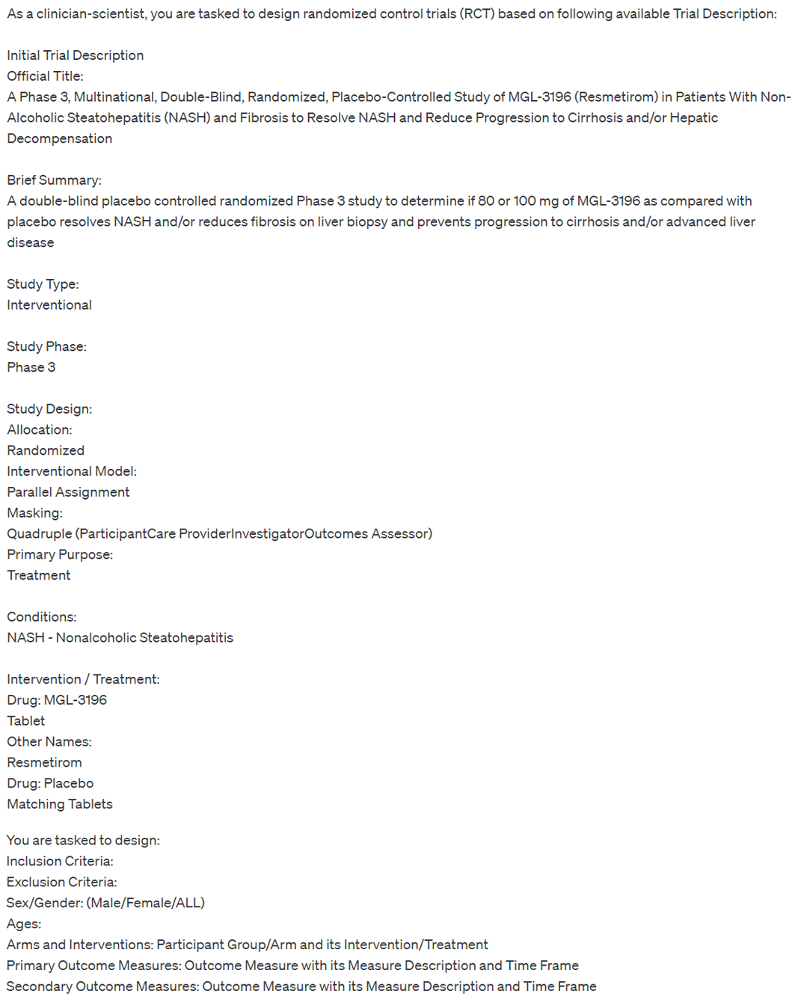 As a clinician-scientist, you are tasked to design randomized control trials (RCT) based on following available Trial Description:
Initial Trial Description
Official Title:
A Phase 3, Multinational, Double-Blind, Randomized, Placebo-Controlled Study of MGL-3196 (Resmetirom) in Patients With Non-
Alcoholic Steatohepatitis (NASH) and Fibrosis to Resolve NASH and Reduce Progression to Cirrhosis and/or Hepatic
Decompensation
Brief Summary:
A double-blind placebo controlled randomized Phase 3 study to determine if 80 or 100 mg of MGL-3196 as compared with
placebo resolves NASH and/or reduces fibrosis on liver biopsy and prevents progression to cirrhosis and/or advanced liver
disease
Study Type:
Interventional
Study Phase:
Phase 3
Study Design:
Allocation:
Randomized
Interventional Model:
Parallel Assignment
Masking:
Quadruple (ParticipantCare ProviderInvestigatorOutcomes Assessor)
Primary Purpose:
Treatment
Conditions:
NASH - Nonalcoholic Steatohepatitis
Intervention / Treatment:
Drug: MGL-3196
Tablet
Other Names:
Resmetirom
Drug: Placebo
Matching Tablets
You are tasked to design:
Inclusion Criteria:
Exclusion Criteria:
Sex/Gender: (Male/Female/ALL)
Ages:
Arms and Interventions: Participant Group/Arm and its Intervention/Treatment
Primary Outcome Measures: Outcome Measure with its Measure Description and Time Frame
Secondary Outcome Measures: Outcome Measure with its Measure Description and Time Frame